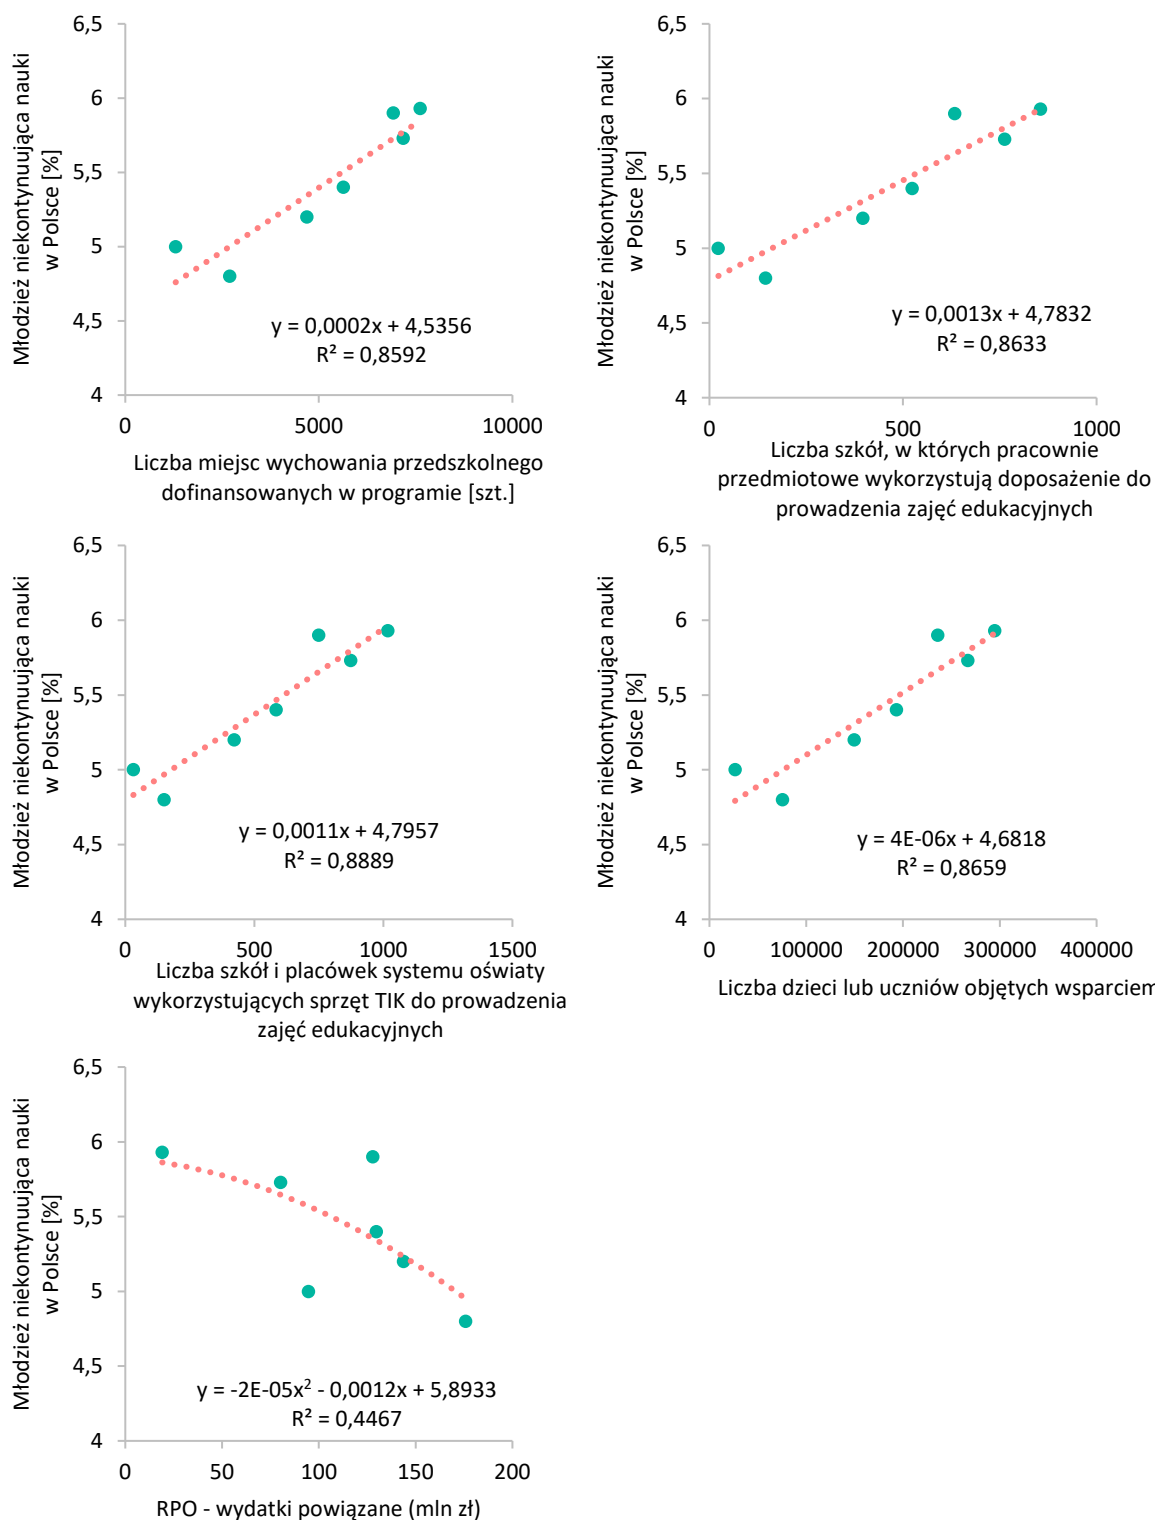 6,5
6
5,5
5
4,5
4
Młodzież niekontynuująca nauki
w Polsce [%]
y = 0,0002x + 4,5356
R² = 0,8592
0 5000 10000
Liczba miejsc wychowania przedszkolnego
dofinansowanych w programie [szt.]
6,5
6
5,5
5
4,5
4
Młodzież niekontynuująca nauki
w Polsce [%]
y = 0,0013x + 4,7832
R² = 0,8633
0 500 1000
Liczba szkół, w których pracownie
przedmiotowe wykorzystują doposażenie do
prowadzenia zajęć edukacyjnych
6,5
6
5,5
5
4,5
4
Młodzież niekontynuująca nauki
w Polsce [%]
y = 0,0011x + 4,7957
R² = 0,8889
0 500 1000 1500
Liczba szkół i placówek systemu oświaty
wykorzystujących sprzęt TIK do prowadzenia
zajęć edukacyjnych
6,5
6
5,5
5
4,5
4
Młodzież niekontynuująca nauki
w Polsce [%]
y = 4E-06x + 4,6818
R² = 0,8659
0 100000 200000 300000 400000
Liczba dzieci lub uczniów objętych wsparciem
6,5
6
5,5
5
4,5
4
Młodzież niekontynuująca nauki
w Polsce [%]
y = -2E-05x² - 0,0012x + 5,8933
R² = 0,4467
0 50 100 150 200
RPO - wydatki powiązane (mln zł)